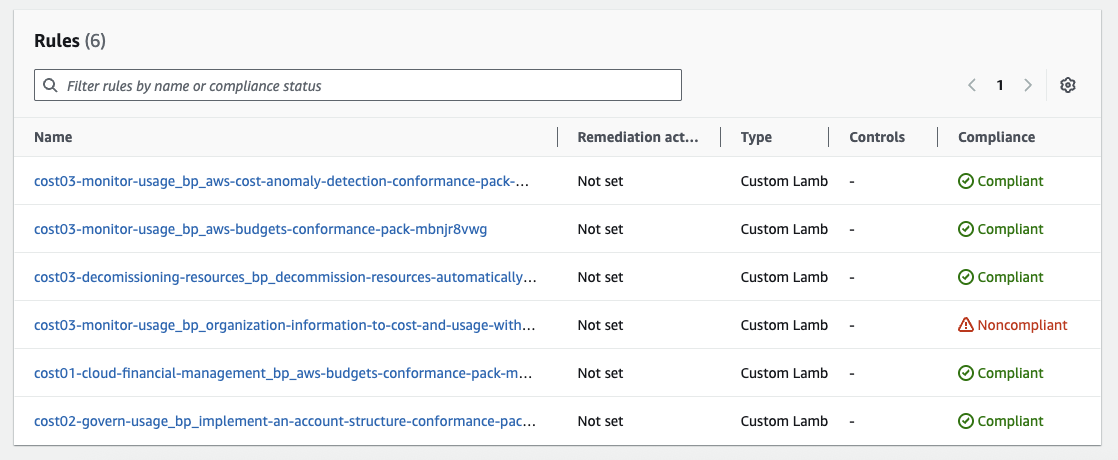 Rules (6)
Filter rules by name or compliance status
1
Name Remediation act... Type Controls Compliance
cost03-monitor-usage_bp_aws-cost-anomaly-detection-conformance-pack-... Not set Custom Lamb - Compliant
cost03-monitor-usage_bp_aws-budgets-conformance-pack-mbnjr8vwg Not set Custom Lamb - Compliant
cost03-decomissioning-resources_bp_decommission-resources-automatically... Not set Custom Lamb - Compliant
cost03-monitor-usage_bp_organization-information-to-cost-and-usage-with... Not set Custom Lamb - Noncompliant
cost01-cloud-financial-management_bp_aws-budgets-conformance-pack-m... Not set Custom Lamb - Compliant
cost02-govern-usage_bp_implement-an-account-structure-conformance-pac... Not set Custom Lamb - Compliant